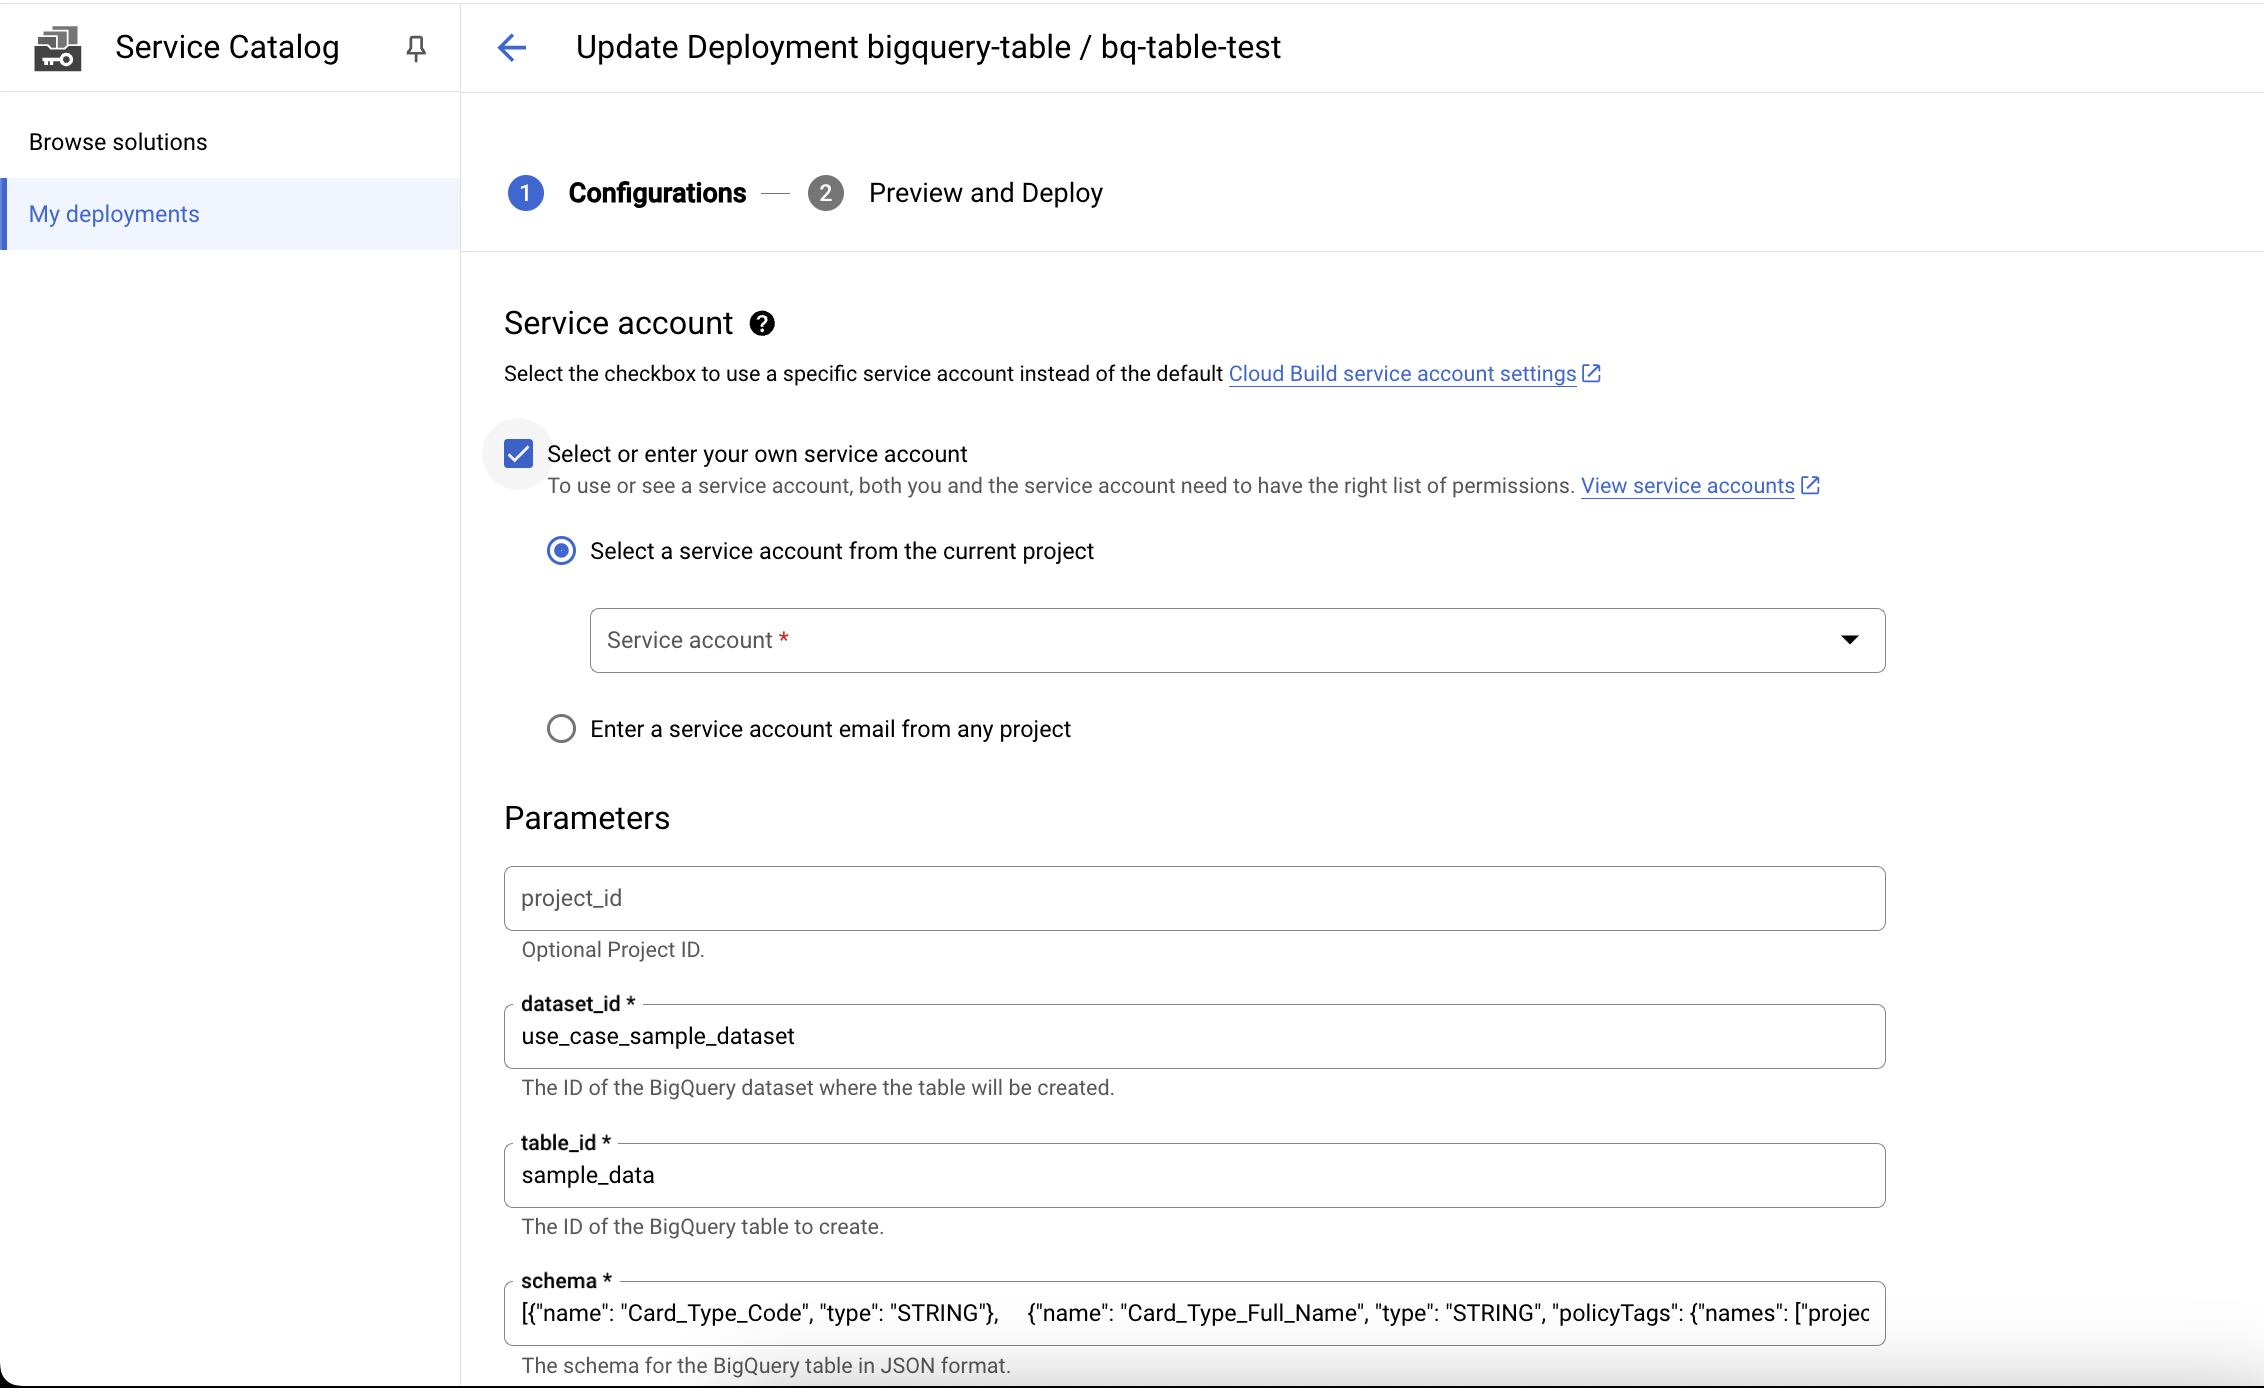 Service Catalog
Update Deployment bigquery-table / bq-table-test
Browse solutions
My deployments
1 Configurations — 2 Preview and Deploy
Service account ?
Select the checkbox to use a specific service account instead of the default Cloud Build service account settings
Select or enter your own service account
To use or see a service account, both you and the service account need to have the right list of permissions. View service accounts
Select a service account from the current project
Service account *
Enter a service account email from any project
Parameters
project_id
Optional Project ID.
dataset_id *
use_case_sample_dataset
The ID of the BigQuery dataset where the table will be created.
table_id *
sample_data
The ID of the BigQuery table to create.
schema *
[{"name": "Card_Type_Code", "type": "STRING"}, {"name": "Card_Type_Full_Name", "type": "STRING", "policyTags": {"names": ["projec
The schema for the BigQuery table in JSON format.